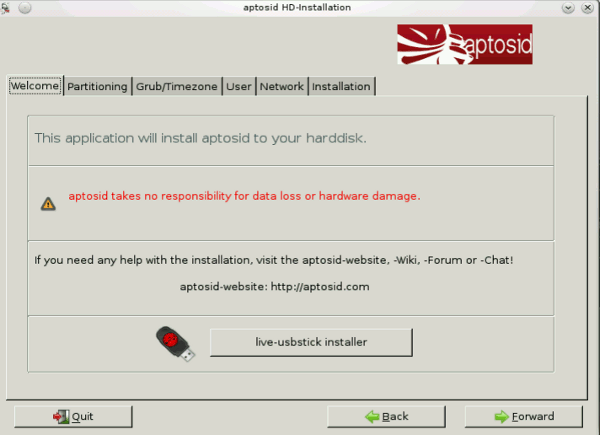 aptosid HD-Installation
aptosid
Welcome Partitioning Grub/Timezone User Network Installation
This application will install aptosid to your harddisk.
aptosid takes no responsibility for data loss or hardware damage.
If you need any help with the installation, visit the aptosid-website, -Wiki, -Forum or -Chat!
aptosid-website: http://aptosid.com
live-usbstick installer
Quit Back Forward